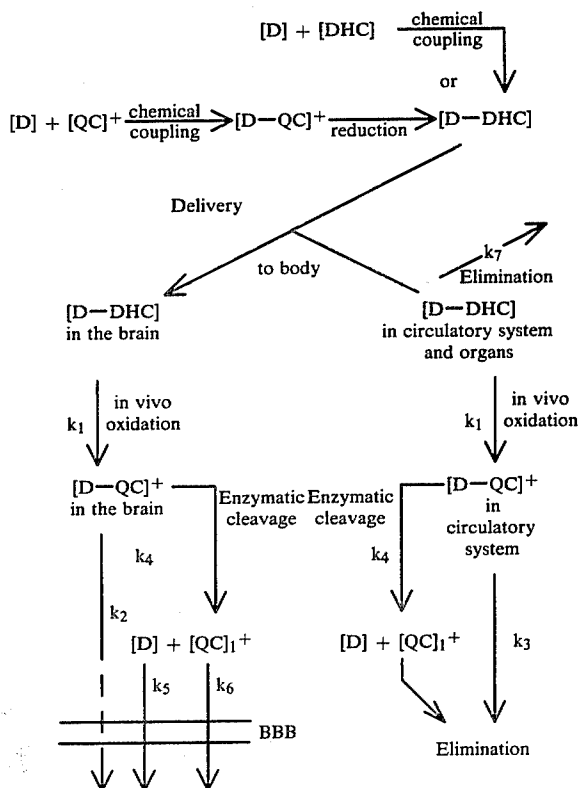 [D] + [DHC] chemical coupling
or
[D] + [QC]+ chemical coupling [D—QC]+ reduction [D—DHC]
Delivery
to body
k7
Elimination
[D—DHC]
in the brain
[D—DHC]
in circulatory system
and organs
k1
in vivo
oxidation
k1
in vivo
oxidation
[D—QC]+
in the brain
Enzymatic
cleavage
Enzymatic
cleavage
[D—QC]+
in
circulatory
system
k4
k4
k2
k3
[D] + [QC]1+
[D] + [QC]1+
k5
k6
BBB
Elimination